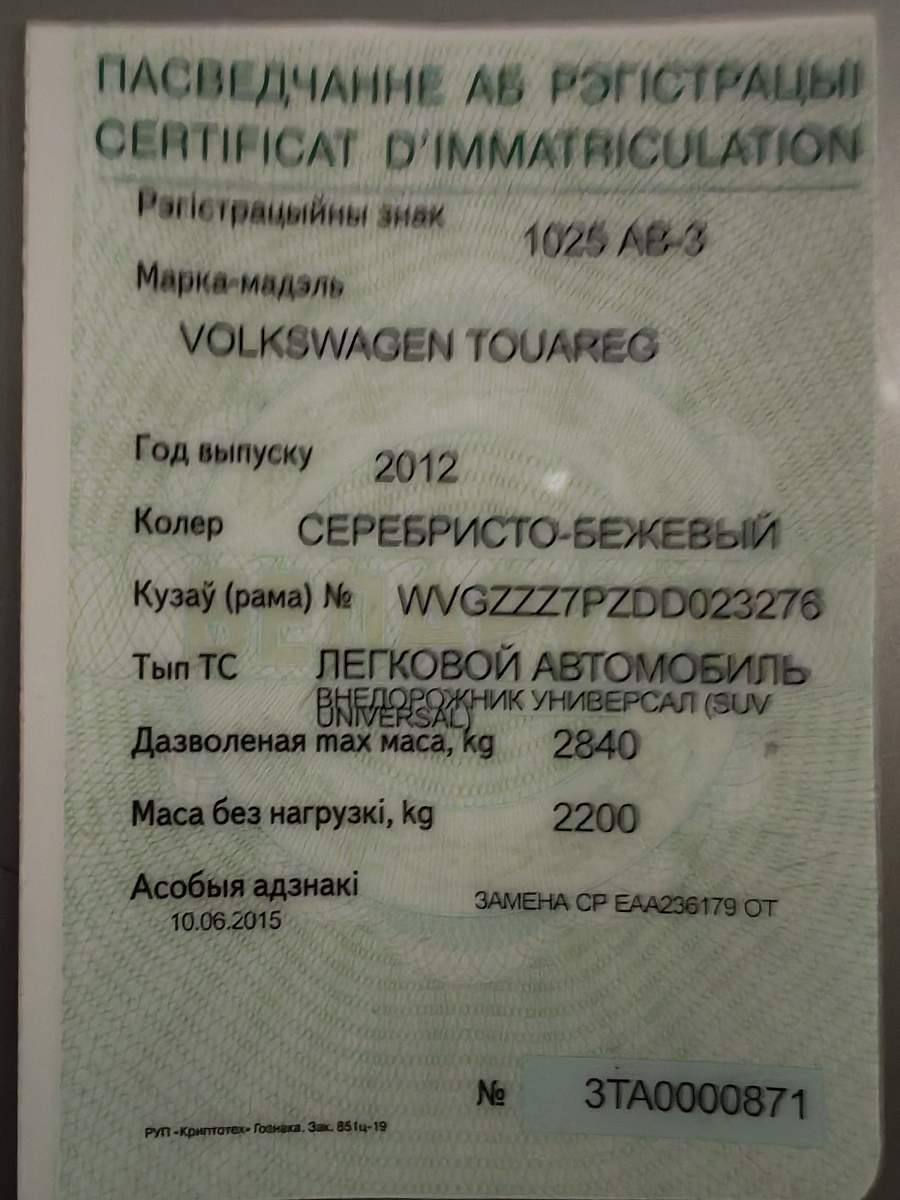 ПАСВЕДЧАННЕ АБ РЭГІСТРАЦЫІ
CERTIFICAT D'IMMATRICULATION
Рэгістрацыйны знак 1025 АВ-3
Марка-мадэль
VOLKSWAGEN TOUAREG
Год выпуску 2012
Колер СЕРЕБРИСТО-БЕЖЕВЫЙ
Кузаў (рама) № WVGZZZ7PZDD023276
Тып ТС ЛЕГКОВОЙ АВТОМОБИЛЬ
ВНЕДОРОЖНИК УНИВЕРСАЛ (SUV
UNIVERSAL)
Дазволеная max маса, kg 2840
Маса без нагрузкі, kg 2200
Асобыя адзнакі ЗАМЕНА СР ЕАА236179 ОТ
10.06.2015
№ 3ТА0000871
РУП «Криптотех» Гознака. Зак. 851ц-19